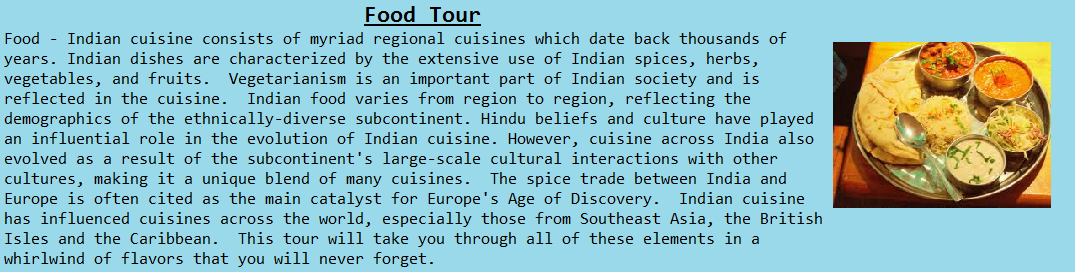 Food Tour
Food - Indian cuisine consists of myriad regional cuisines which date back thousands of
years. Indian dishes are characterized by the extensive use of Indian spices, herbs,
vegetables, and fruits.  Vegetarianism is an important part of Indian society and is
reflected in the cuisine.  Indian food varies from region to region, reflecting the
demographics of the ethnically-diverse subcontinent. Hindu beliefs and culture have played
an influential role in the evolution of Indian cuisine. However, cuisine across India also
evolved as a result of the subcontinent's large-scale cultural interactions with other
cultures, making it a unique blend of many cuisines.  The spice trade between India and
Europe is often cited as the main catalyst for Europe's Age of Discovery.  Indian cuisine
has influenced cuisines across the world, especially those from Southeast Asia, the British
Isles and the Caribbean.  This tour will take you through all of these elements in a
whirlwind of flavors that you will never forget.